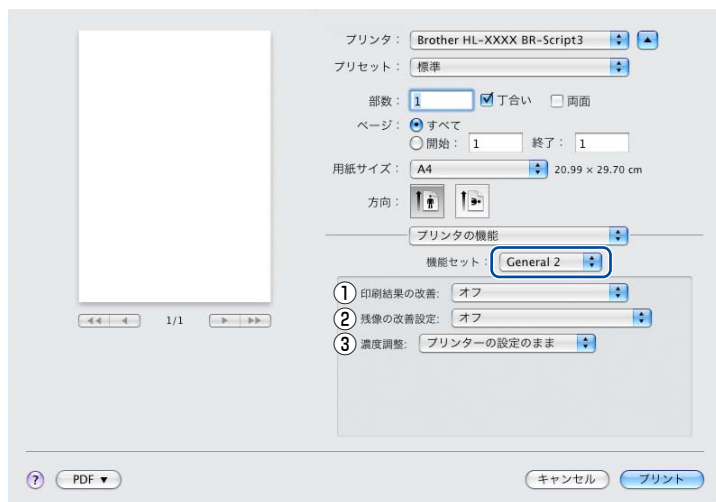 プリンタ： Brother HL-XXXX BR-Script3
プリセット： 標準
部数： 1 丁合い 両面
ページ： すべて
開始： 1 終了： 1
用紙サイズ： A4 20.99 × 29.70 cm
方向：
プリンタの機能
機能セット： General 2
① 印刷結果の改善: オフ
② 残像の改善設定: オフ
③ 濃度調整: プリンターの設定のまま
1/1
? PDF ▼ キャンセル プリント